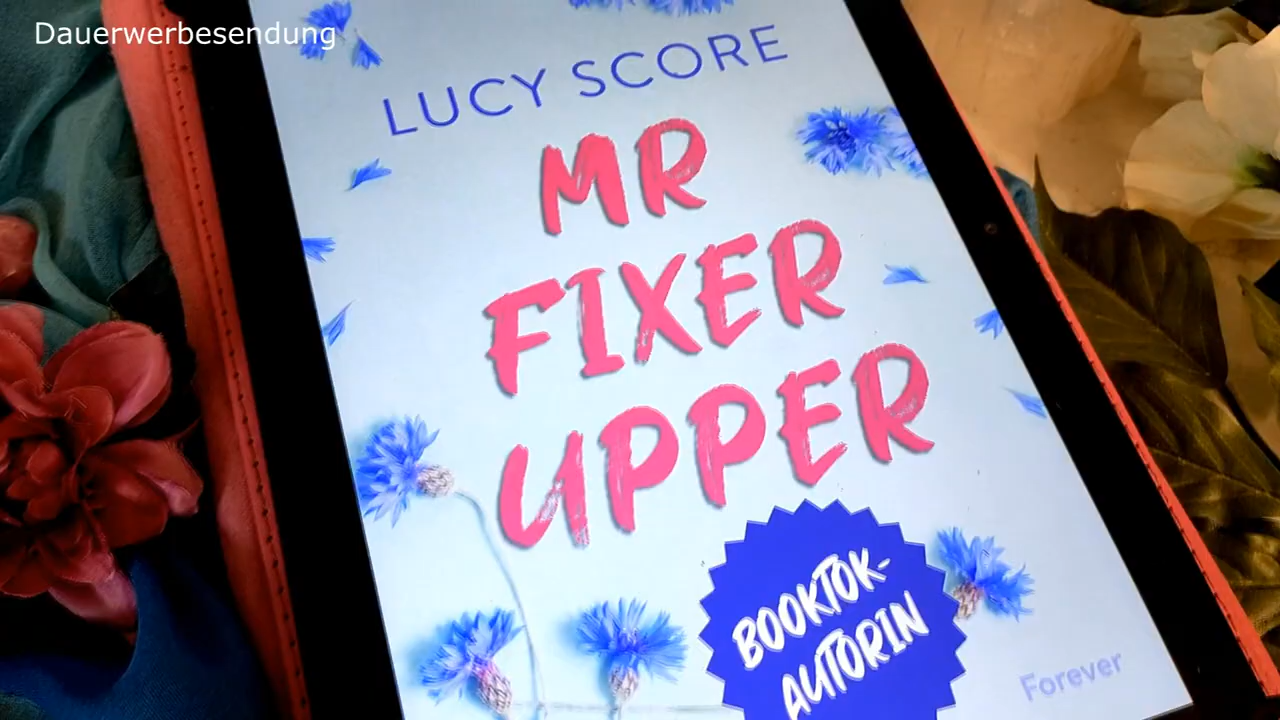 Dauerwerbesendung
LUCY SCORE
MR
FIXER
UPPER
BOOKTOK-
AUTORIN
Forever